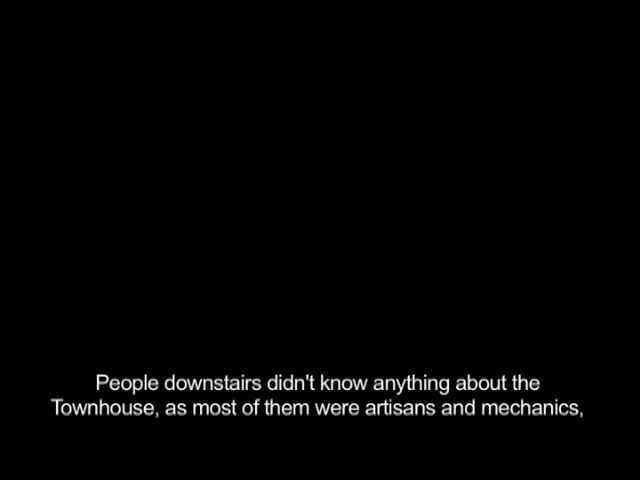 People downstairs didn't know anything about the
Townhouse, as most of them were artisans and mechanics,